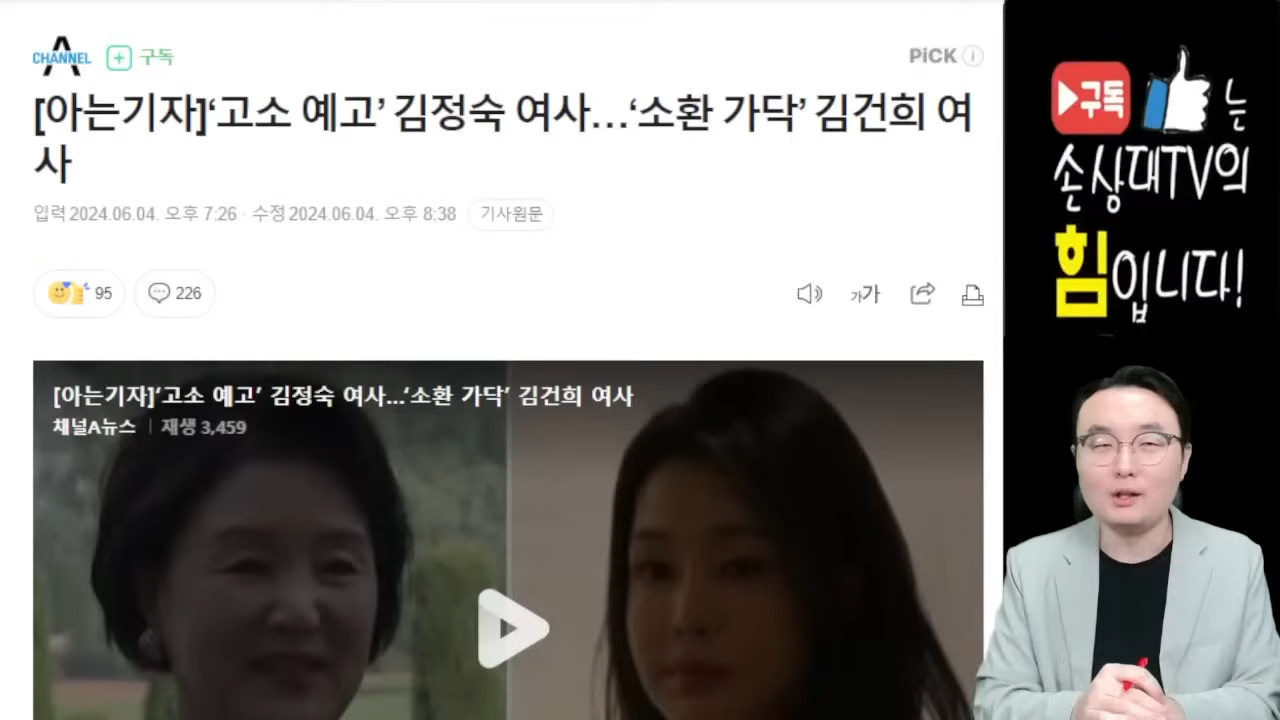 CHANNEL A
구독
PiCK
[아는기자]‘고소 예고’ 김정숙 여사…‘소환 가닥’ 김건희 여
사
입력 2024.06.04. 오후 7:26 · 수정 2024.06.04. 오후 8:38 기사원문
95
226
가가
[아는기자]‘고소 예고’ 김정숙 여사…‘소환 가닥’ 김건희 여사
채널A뉴스 | 재생 3,459
구독 는
손상대TV의
힘입니다!